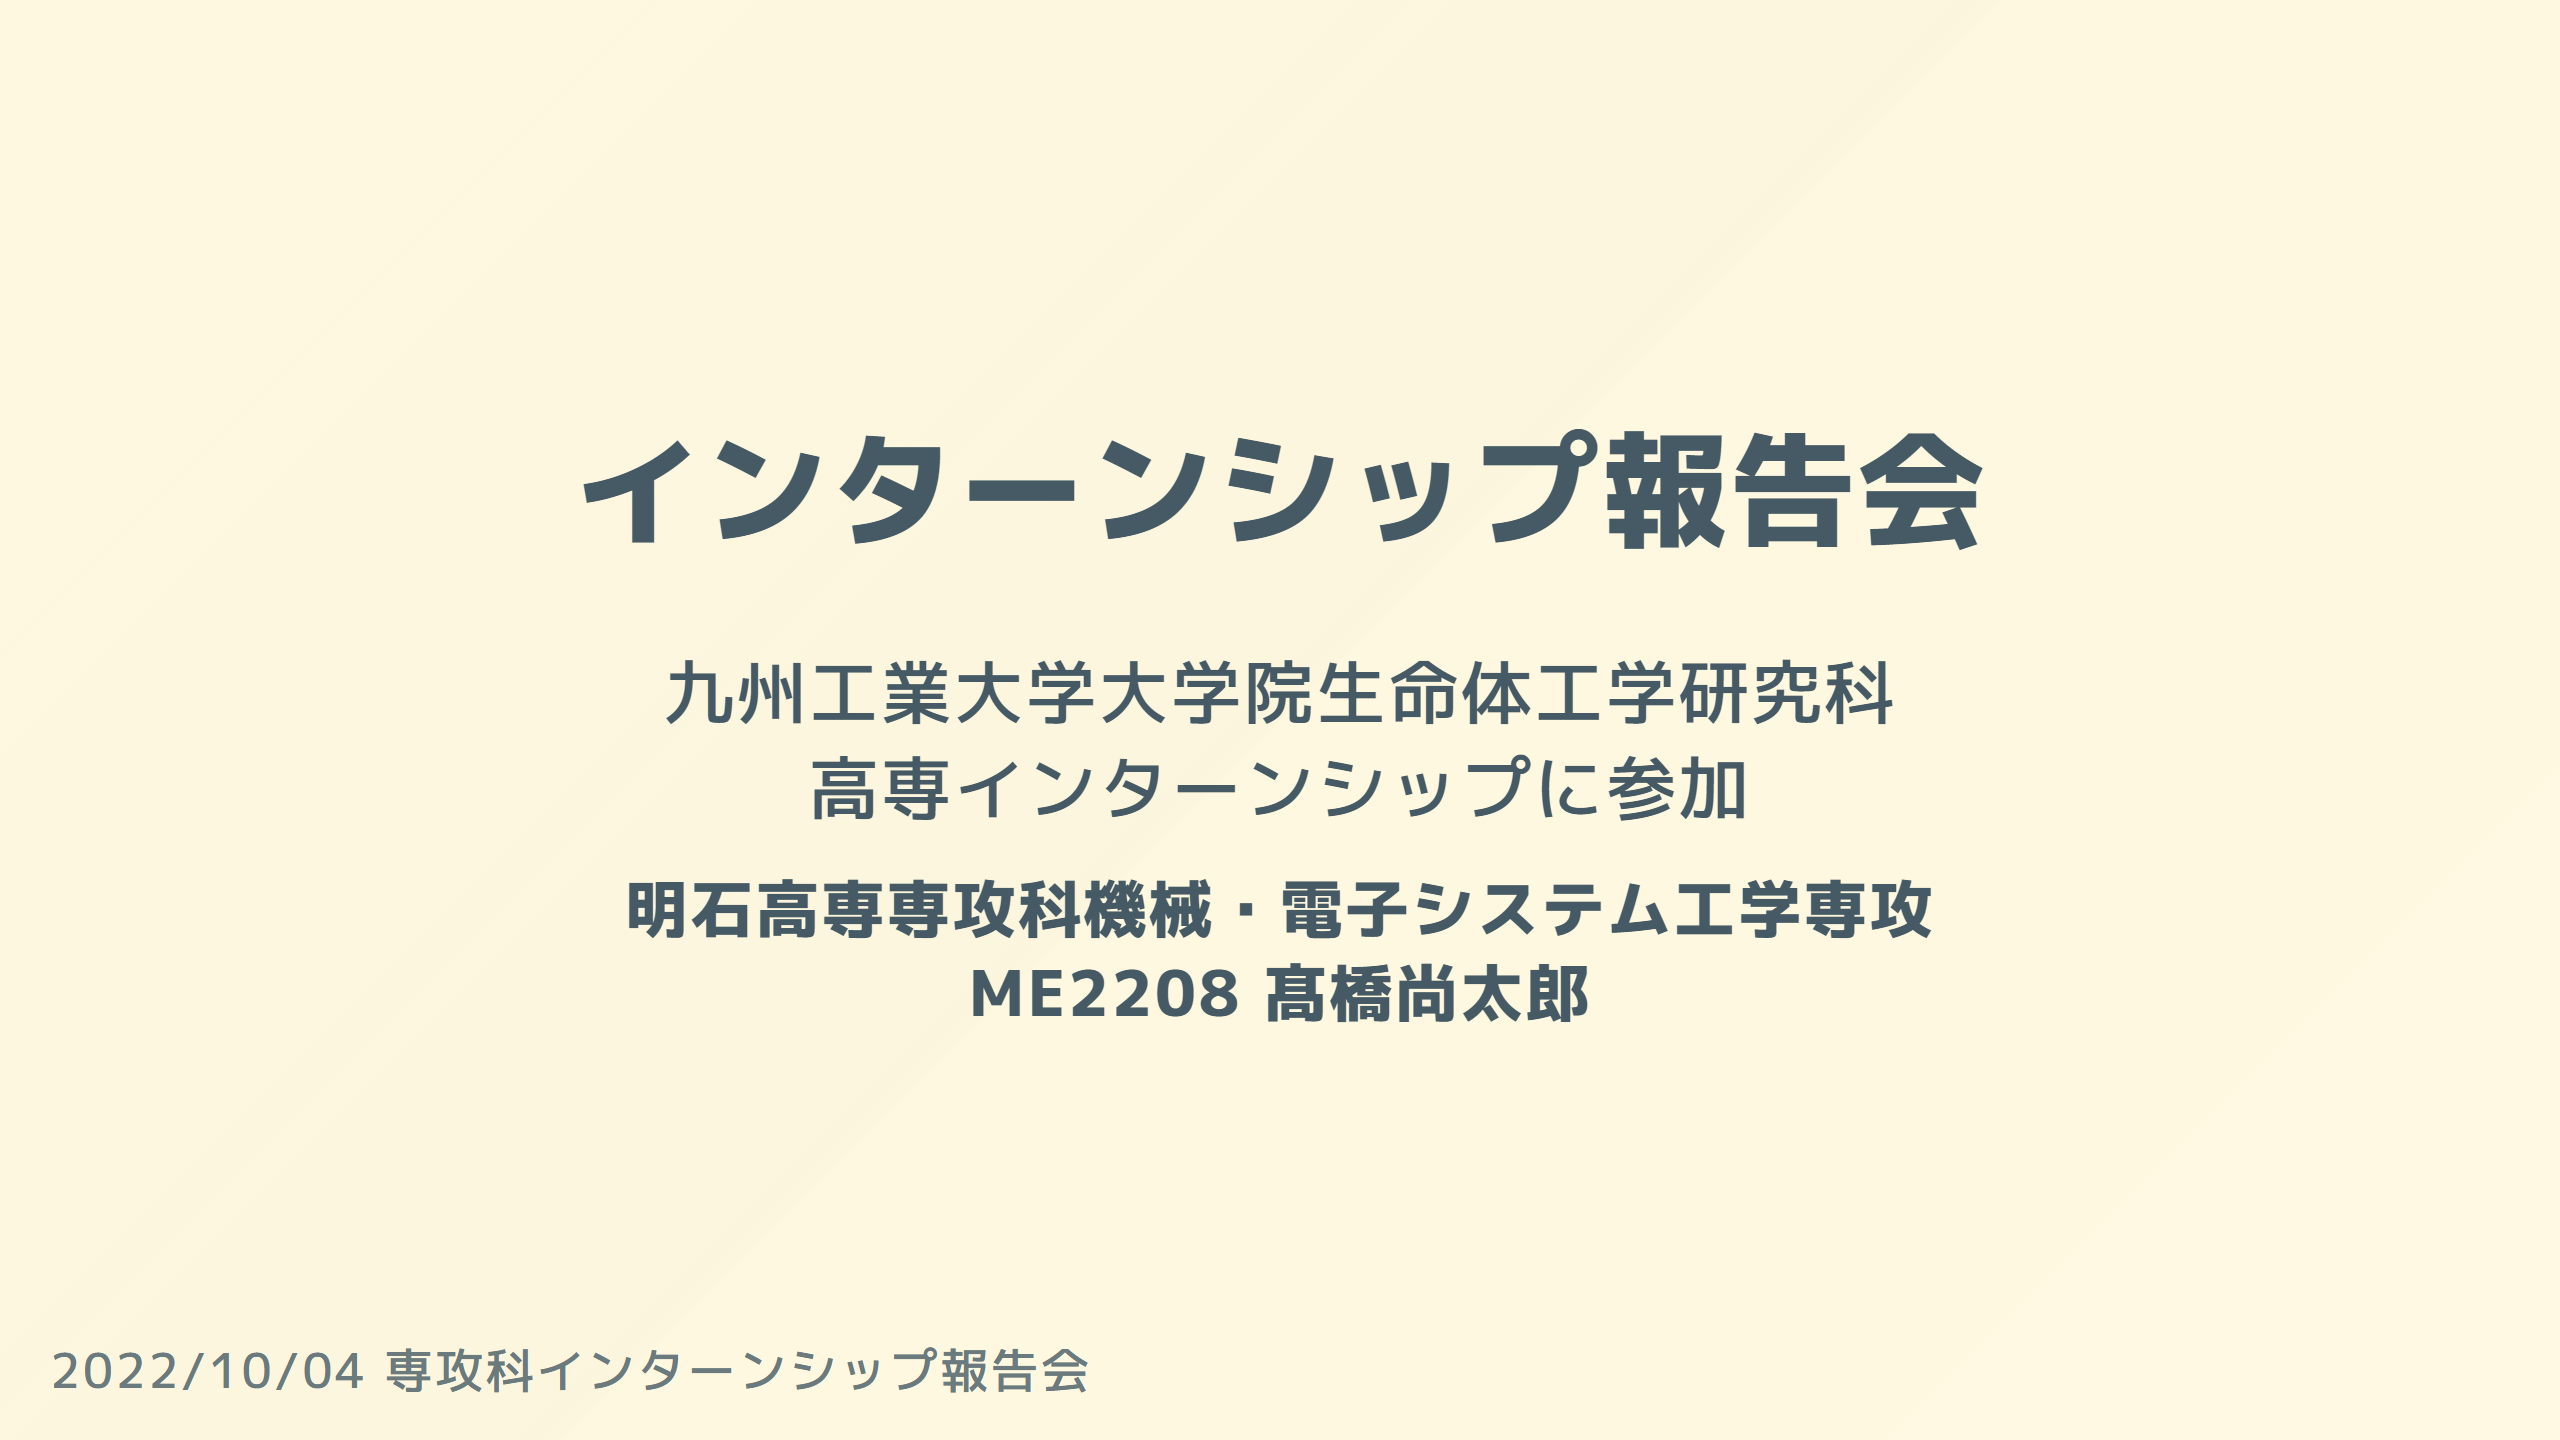 インターンシップ報告会
九州工業大学大学院生命体工学研究科
高専インターンシップに参加
明石高専専攻科機械・電子システム工学専攻
ME2208 髙橋尚太郎
2022/10/04 専攻科インターンシップ報告会